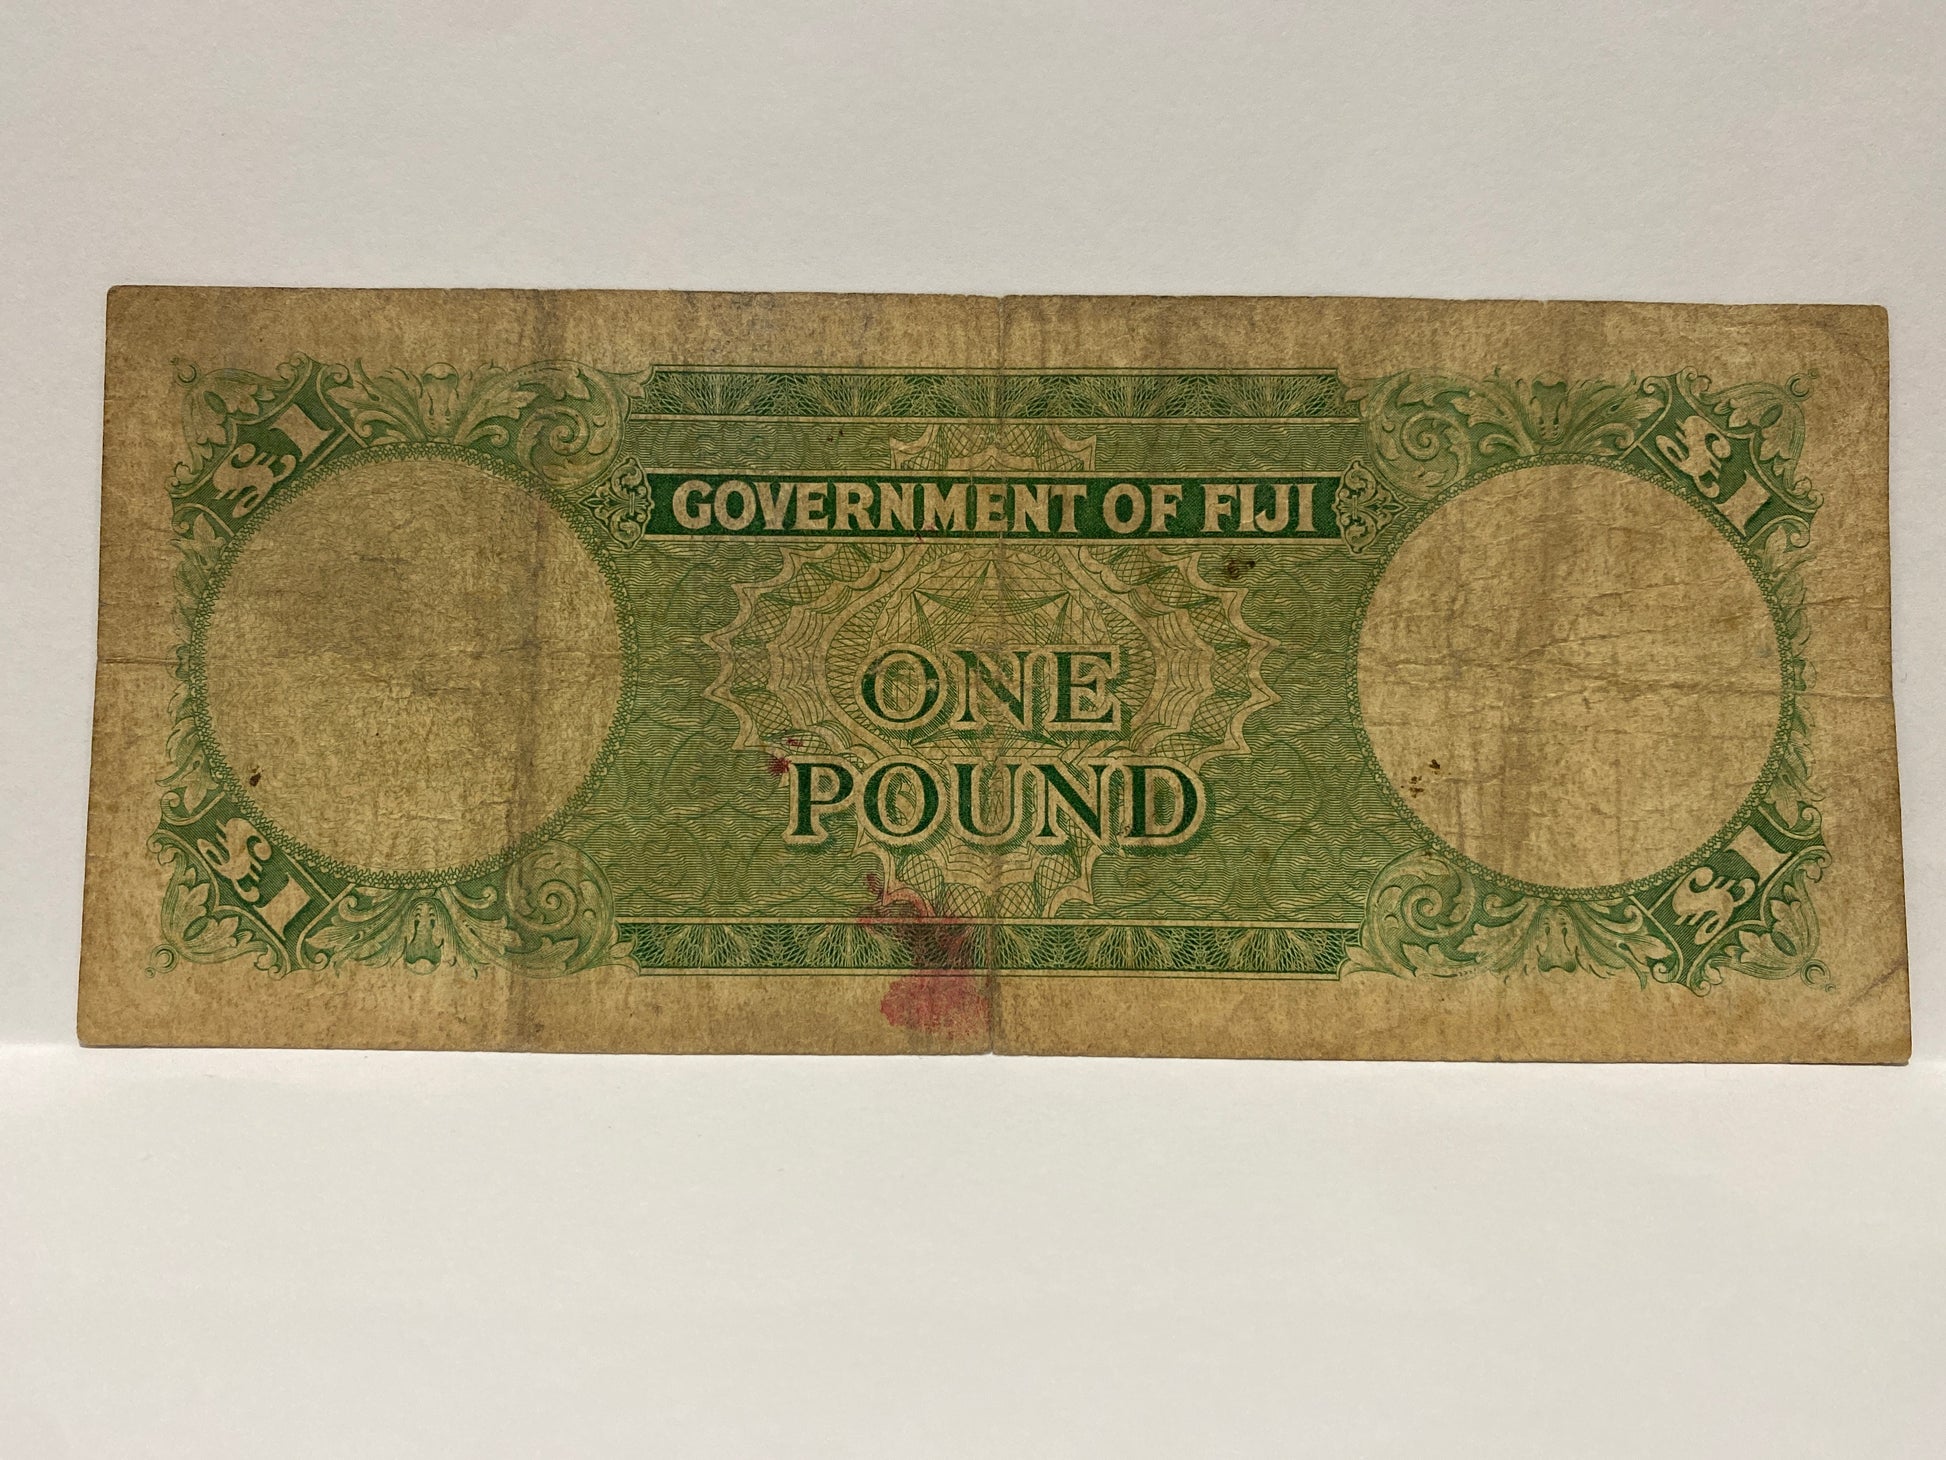 £1 £1
GOVERNMENT OF FIJI
ONE
POUND
£1 £1